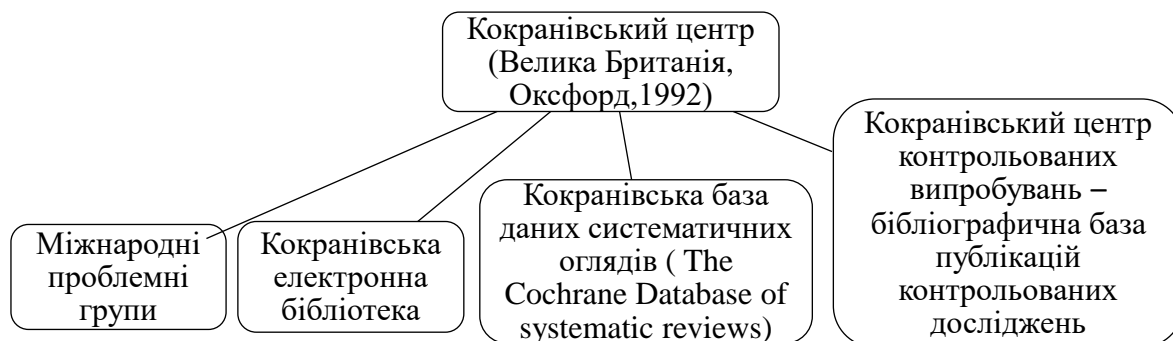 Кокранівський центр
(Велика Британія,
Оксфорд,1992)
Міжнародні
проблемні
групи
Кокранівська
електронна
бібліотека
Кокранівська база
даних систематичних
оглядів ( The
Cochrane Database of
systematic reviews)
Кокранівський центр
контрольованих
випробувань –
бібліографична база
публікацій
контрольованих
досліджень